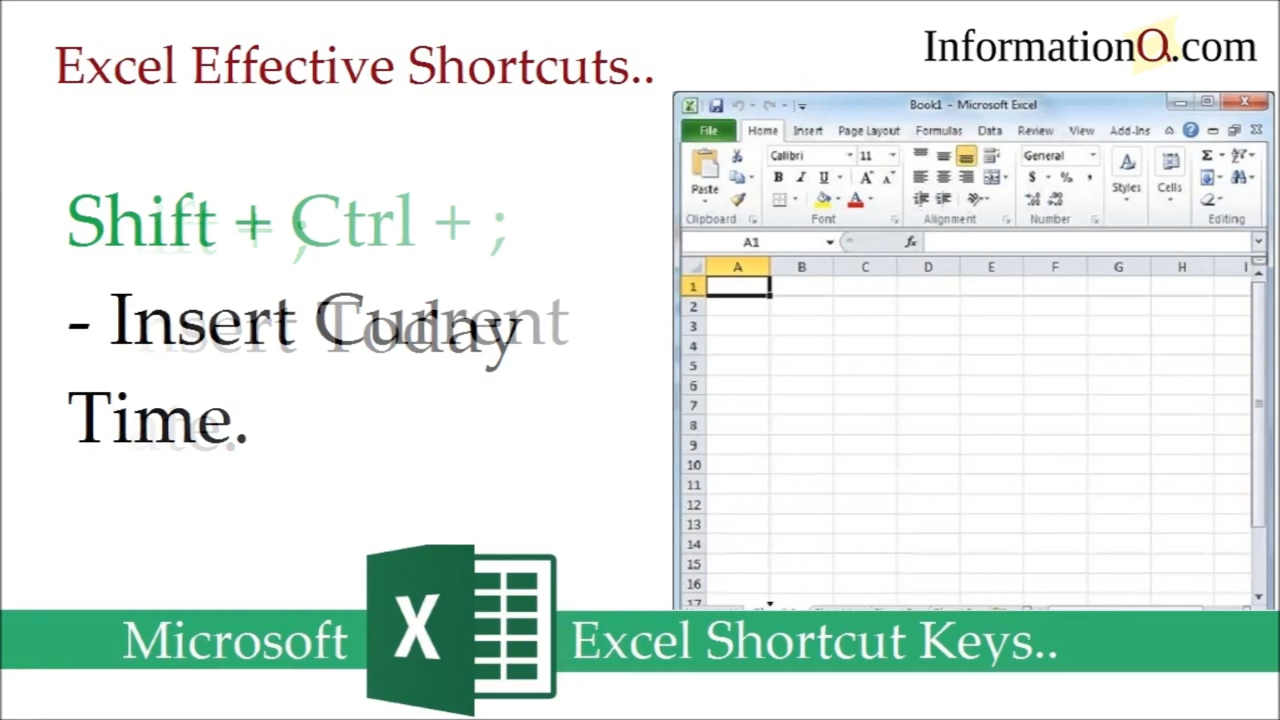 Excel Effective Shortcuts..
InformationQ.com
Shift + Ctrl + ;
- Insert Current
Time.
Book1 - Microsoft Excel
File Home Insert Page Layout Formulas Data Review View Add-Ins
Calibri 11 General
B I U A A $ % ,
Paste Styles Cells
Clipboard Font Alignment Number Editing
A1 fx
A B C D E F G H I
1
2
3
4
5
6
7
8
9
10
11
12
13
14
15
16
17
Microsoft X Excel Shortcut Keys..